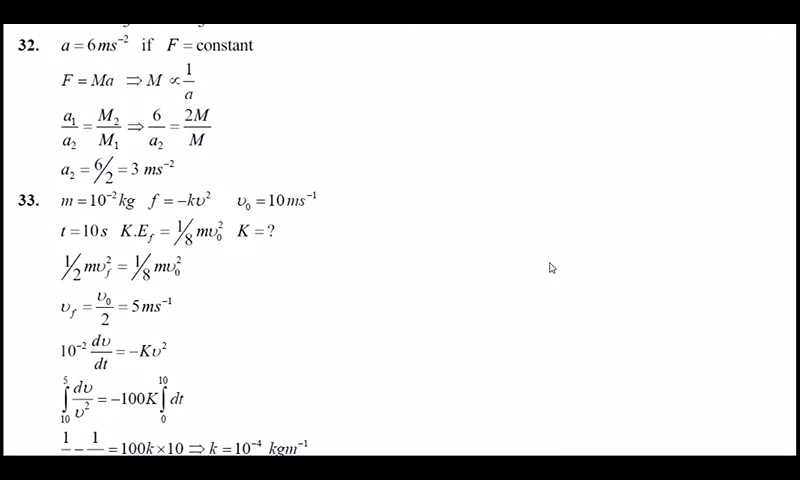 32. a = 6 ms⁻² if F = constant
F = Ma ⇒ M ∝ 1/a
a₁/a₂ = M₂/M₁ ⇒ 6/a₂ = 2M/M
a₂ = 6/2 = 3 ms⁻²
33. m = 10⁻² kg f = −kυ² υ₀ = 10 ms⁻¹
t = 10 s K.E_f = 1/8 mυ₀² K = ?
1/2 mυ_f² = 1/8 mυ₀²
υ_f = υ₀/2 = 5 ms⁻¹
10⁻² dυ/dt = −Kυ²
∫₁₀⁵ dυ/υ² = −100K ∫₀¹⁰ dt
1 − 1 = 100k × 10 ⇒ k = 10⁻⁴ kgm⁻¹